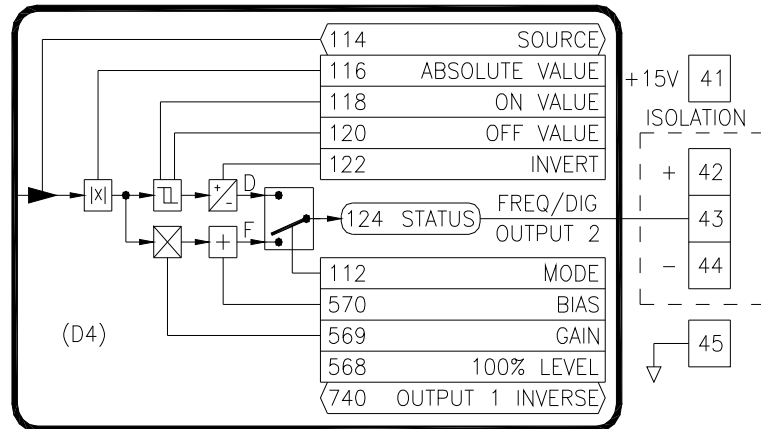 114 SOURCE
116 ABSOLUTE VALUE
118 ON VALUE
120 OFF VALUE
122 INVERT
+15V 41
ISOLATION
+ 42
43
- 44
45
|X|
+
-
D
F
+
124 STATUS
FREQ/DIG
OUTPUT 2
112 MODE
570 BIAS
569 GAIN
568 100% LEVEL
740 OUTPUT 1 INVERSE
(D4)